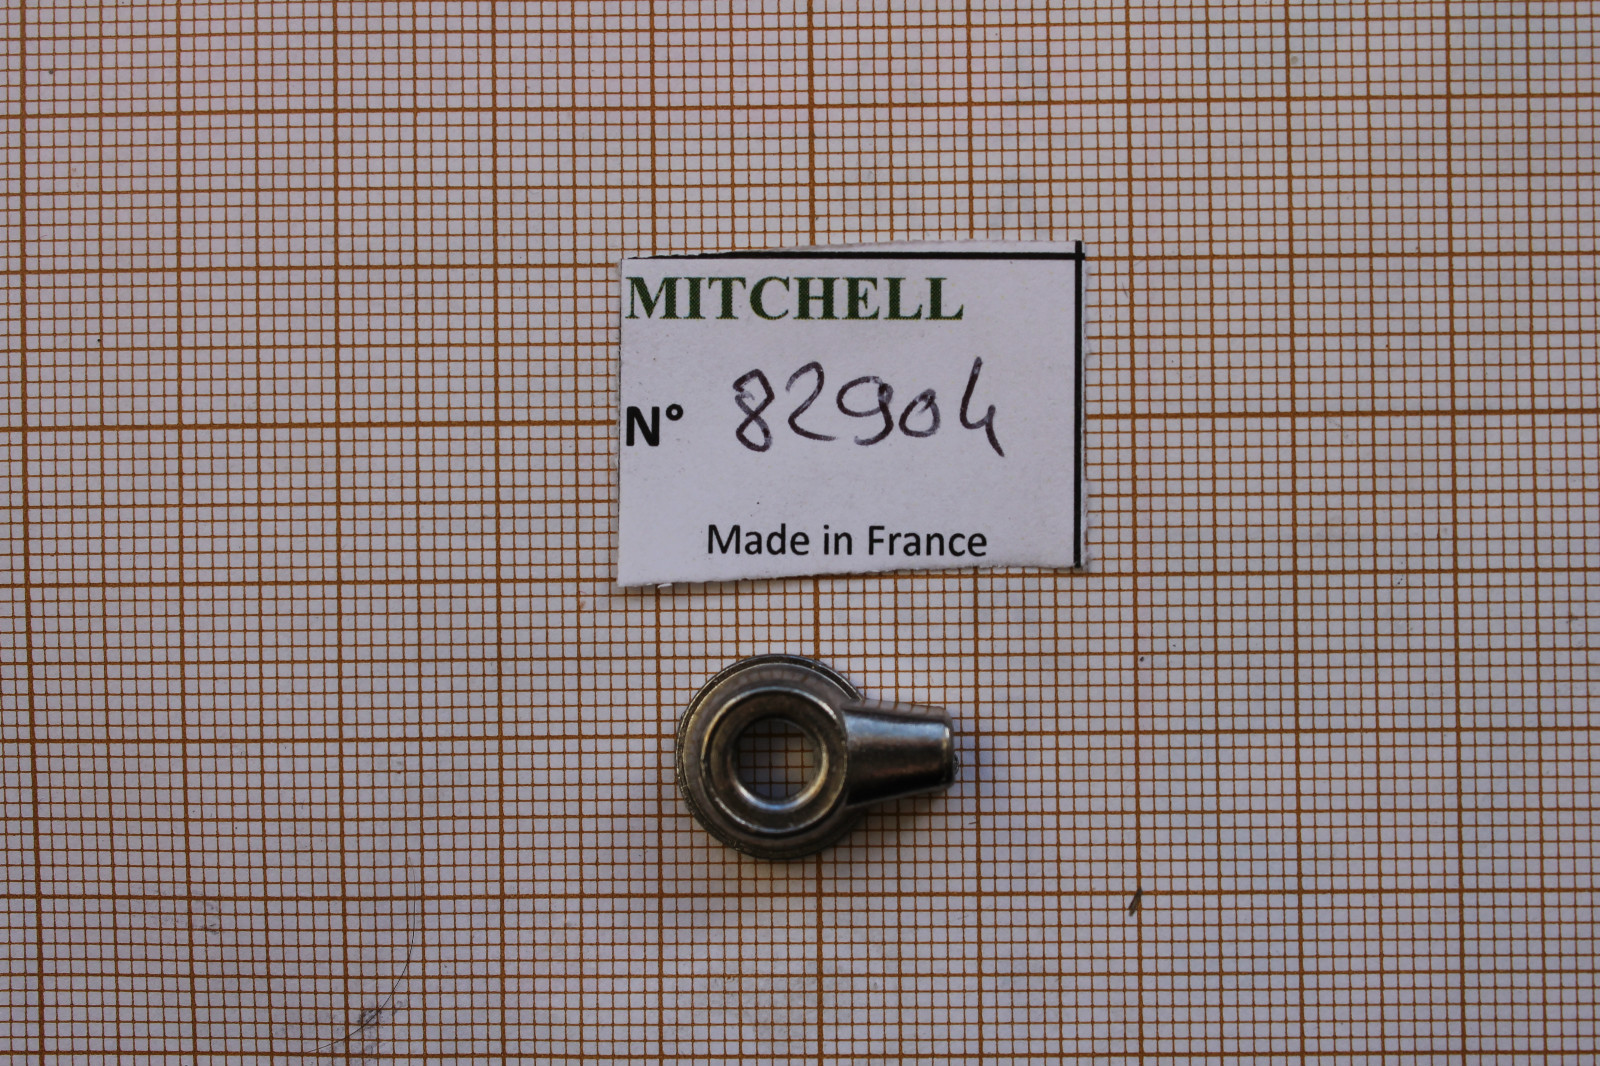 MITCHELL
N° 82904
Made in France